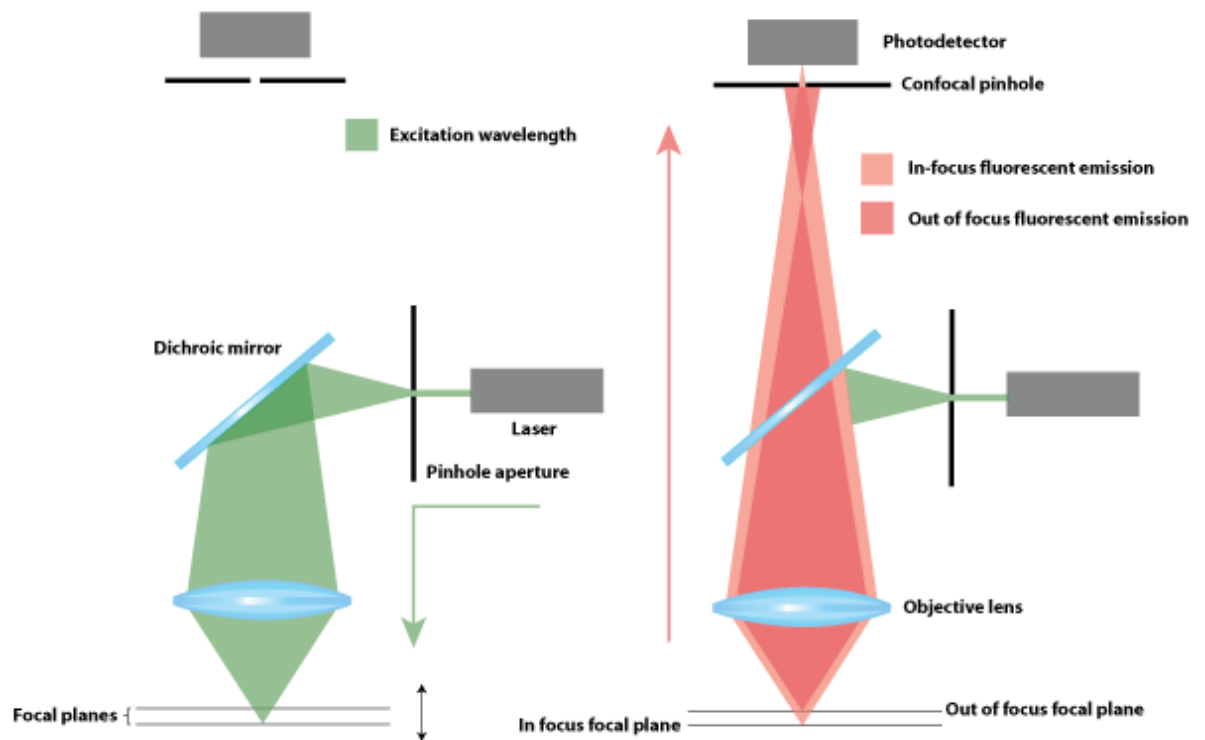 Photodetector
Confocal pinhole
Excitation wavelength
In-focus fluorescent emission
Out of focus fluorescent emission
Dichroic mirror
Laser
Pinhole aperture
Objective lens
Focal planes
In focus focal plane
Out of focus focal plane